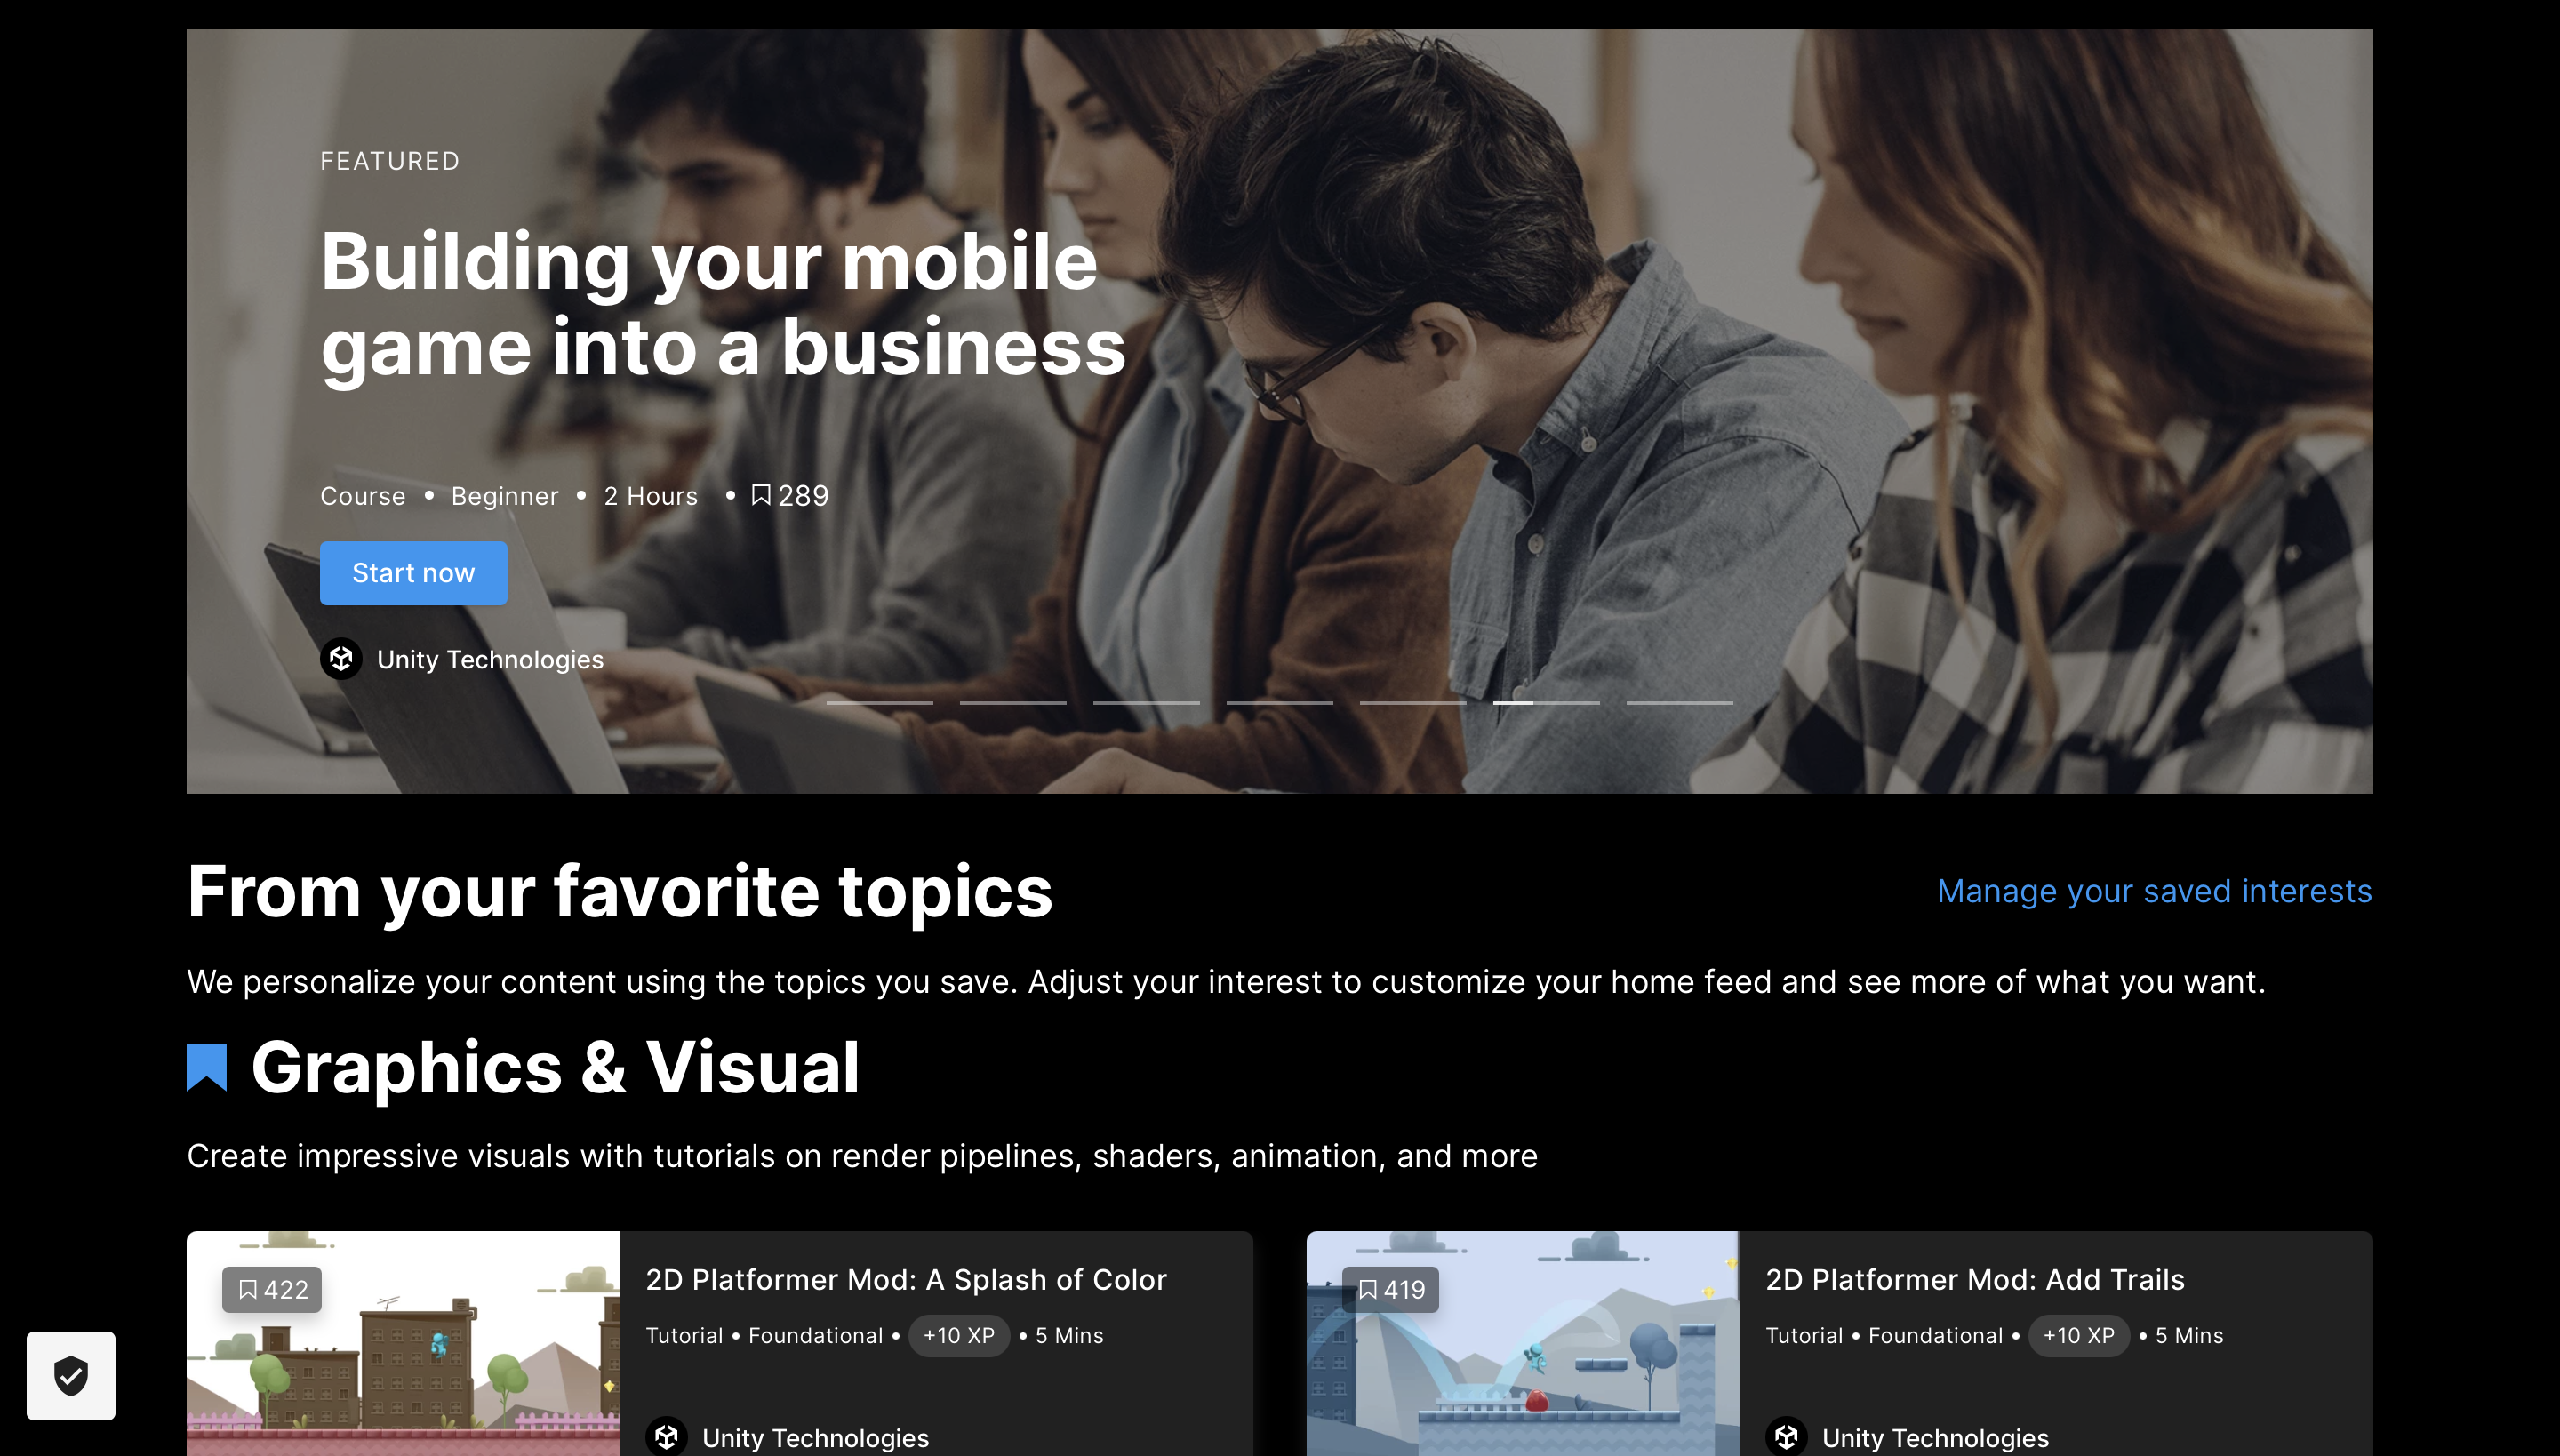 FEATURED
Building your mobile
game into a business
Course • Beginner • 2 Hours • 289
Start now
Unity Technologies
From your favorite topics
Manage your saved interests
We personalize your content using the topics you save. Adjust your interest to customize your home feed and see more of what you want.
Graphics & Visual
Create impressive visuals with tutorials on render pipelines, shaders, animation, and more
422
2D Platformer Mod: A Splash of Color
Tutorial • Foundational • +10 XP • 5 Mins
Unity Technologies
419
2D Platformer Mod: Add Trails
Tutorial • Foundational • +10 XP • 5 Mins
Unity Technologies